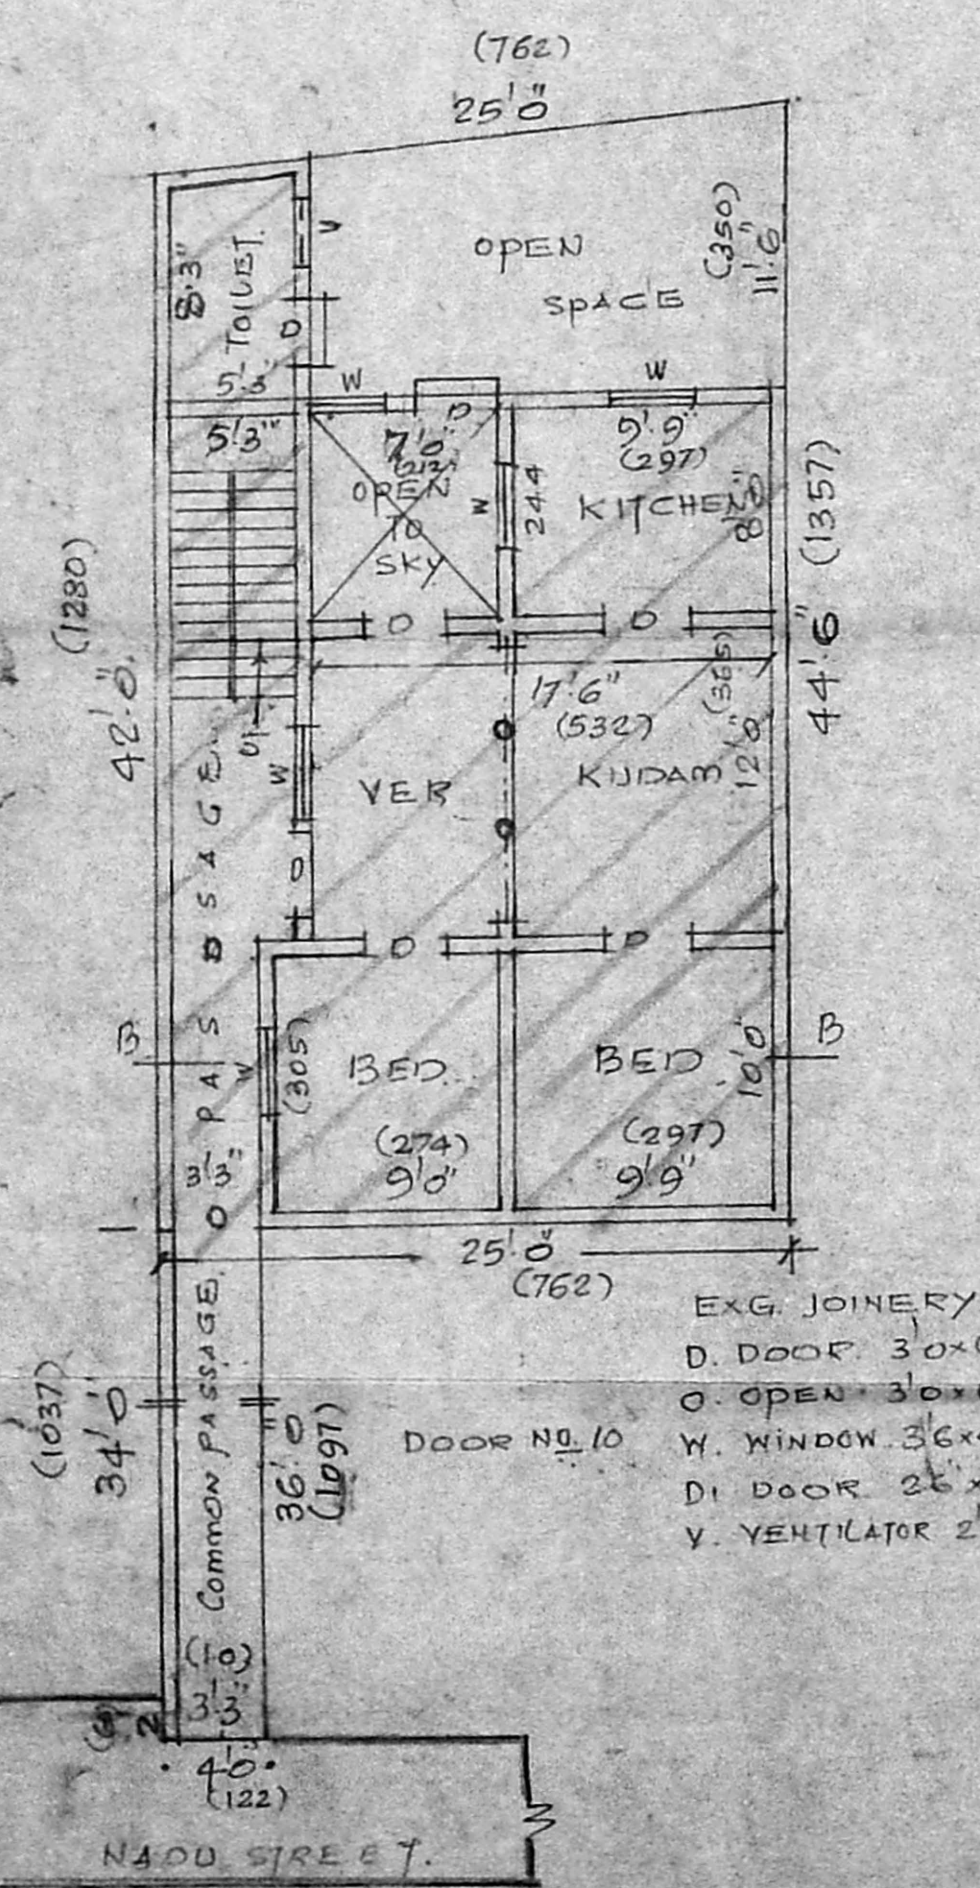 (762)
25'0"
V
OPEN
SPACE
(350)
11'6"
8'3"
TOILET.
D
5'3"
5'3"
W
D
7'0"
(212)
OPEN
TO
SKY
W
244
W
9'9"
(297)
KITCHEN
O
D
(1280)
42'0"
44'6" (1357)
17'6"
(532)
(365)
12'0"
UP
W
VER
KUDAM
O
PASSAGE.
D
O
D
B
B
W
(305)
BED
BED
10'0"
(274)
9'0"
(297)
9'9"
3'3"
O
25'0"
(762)
EXG. JOINERY
D. DOOR 3'0×
O. OPEN 3'0×
W. WINDOW 3'6×
D1 DOOR 26×
V. VENTILATOR 2'
DOOR NO. 10
(1037)
34'0"
COMMON PASSAGE.
36'0
(1097)
3'3"
2
4'0
(122)
NADU STREET.